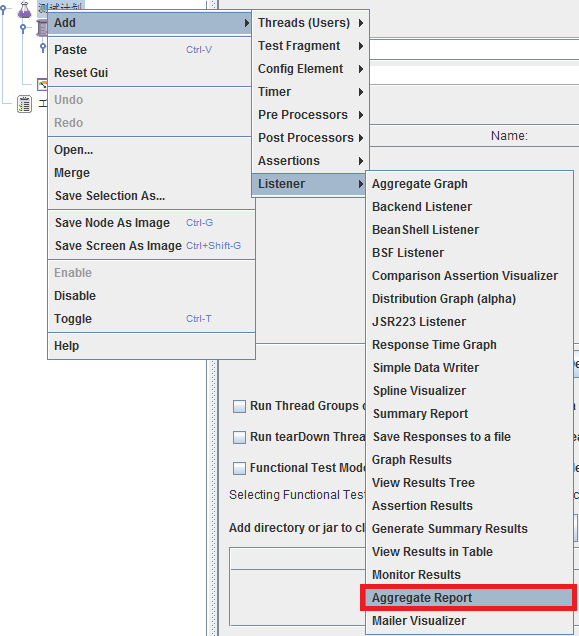 测试计划
Add
Paste Ctrl-V
Reset Gui
Undo
Redo
Open...
Merge
Save Selection As...
Save Node As Image Ctrl-G
Save Screen As Image Ctrl+Shift-G
Enable
Disable
Toggle Ctrl-T
Help
Threads (Users)
Test Fragment
Config Element
Timer
Pre Processors
Post Processors
Assertions
Listener
Name:
Aggregate Graph
Backend Listener
BeanShell Listener
BSF Listener
Comparison Assertion Visualizer
Distribution Graph (alpha)
JSR223 Listener
Response Time Graph
Simple Data Writer
Spline Visualizer
Summary Report
Save Responses to a file
Graph Results
View Results Tree
Assertion Results
Generate Summary Results
View Results in Table
Monitor Results
Aggregate Report
Mailer Visualizer
Run Thread Groups
Run tearDown Threa
Functional Test Mod
Selecting Functional Test
Add directory or jar to cl